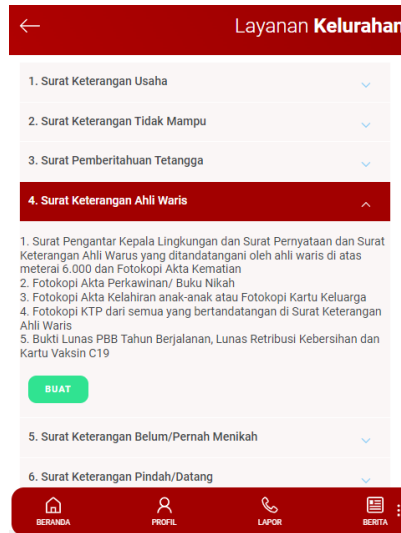 Layanan Kelurahan
1. Surat Keterangan Usaha
2. Surat Keterangan Tidak Mampu
3. Surat Pemberitahuan Tetangga
4. Surat Keterangan Ahli Waris
1. Surat Pengantar Kepala Lingkungan dan Surat Pernyataan dan Surat
Keterangan Ahli Warus yang ditandatangani oleh ahli waris di atas
meterai 6.000 dan Fotokopi Akta Kematian
2. Fotokopi Akta Perkawinan/ Buku Nikah
3. Fotokopi Akta Kelahiran anak-anak atau Fotokopi Kartu Keluarga
4. Fotokopi KTP dari semua yang bertandatangan di Surat Keterangan
Ahli Waris
5. Bukti Lunas PBB Tahun Berjalanan, Lunas Retribusi Kebersihan dan
Kartu Vaksin C19
BUAT
5. Surat Keterangan Belum/Pernah Menikah
6. Surat Keterangan Pindah/Datang
BERANDA PROFIL LAPOR BERITA